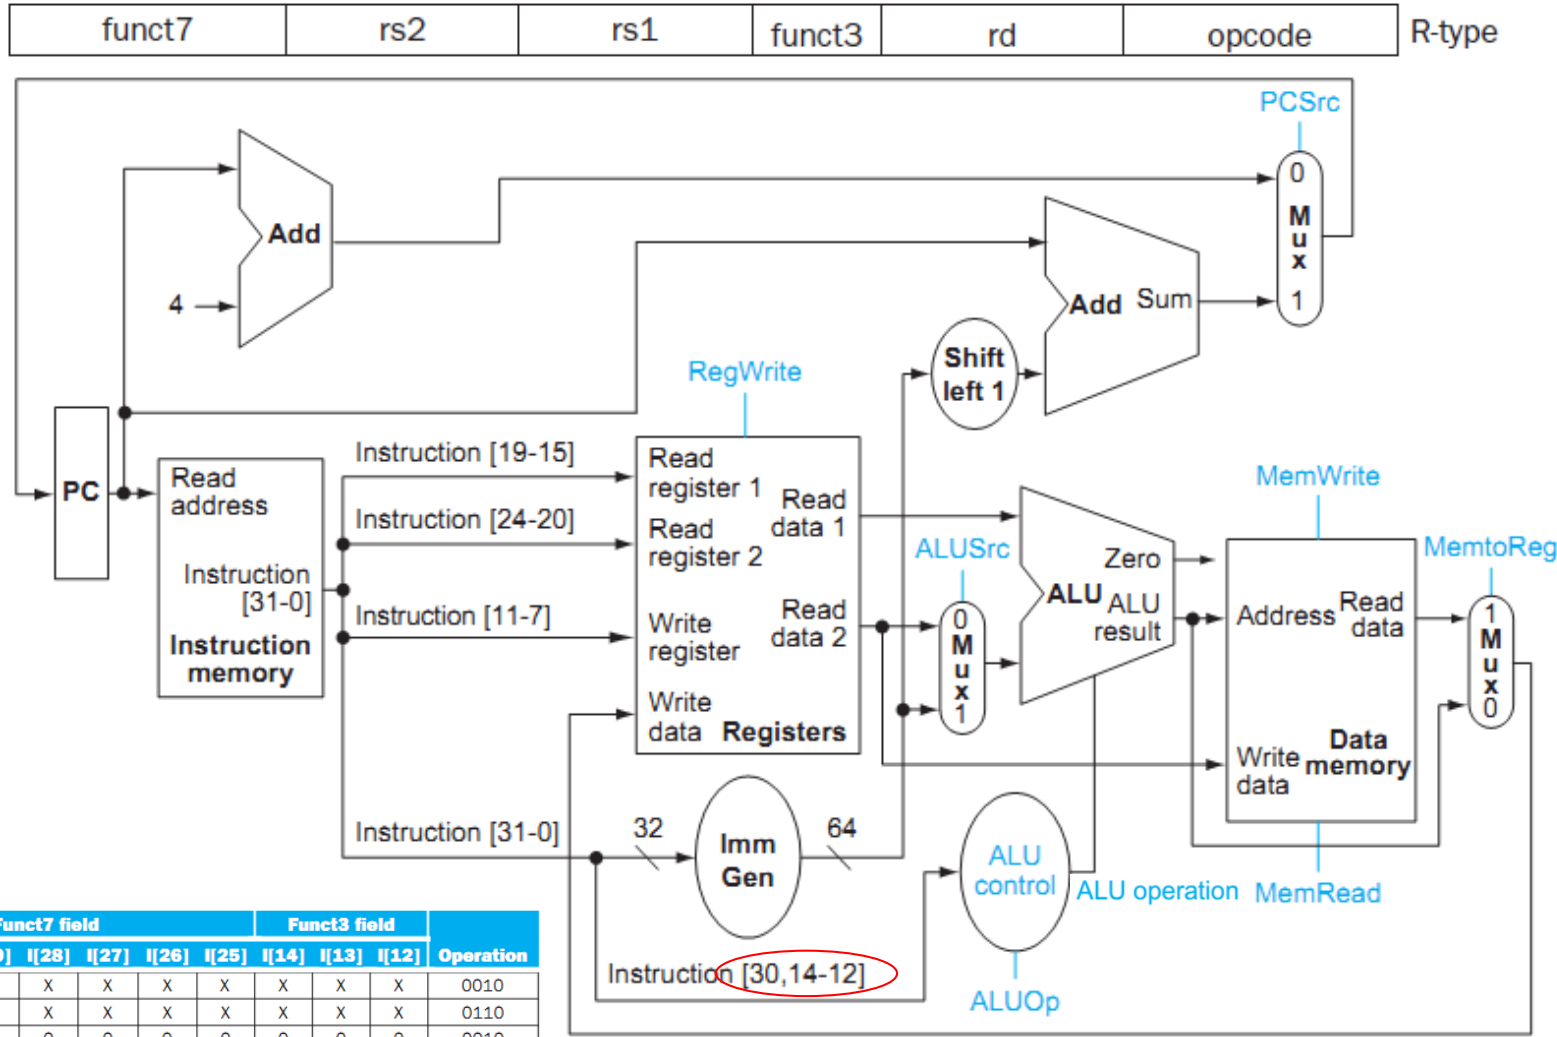 funct7 rs2 rs1 funct3 rd opcode R-type
PCSrc
0
M
u
x
1
Add
4
Add Sum
Shift
left 1
RegWrite
PC
Read
address
Instruction
[31-0]
Instruction
memory
Instruction [19-15]
Instruction [24-20]
Instruction [11-7]
Instruction [31-0]
Read
register 1
Read
register 2
Write
register
Write
data
Read
data 1
Read
data 2
Registers
ALUSrc
0
M
u
x
1
Zero
ALU
ALU
result
MemWrite
Address
Read
data
Write
data
Data
memory
MemRead
MemtoReg
1
M
u
x
0
32
Imm
Gen
64
ALU
control
ALU operation
ALUOp
Instruction [30,14-12]
Funct7 field Funct3 field
I[28] I[27] I[26] I[25] I[14] I[13] I[12] Operation
X X X X X X X 0010
X X X X X X X 0110